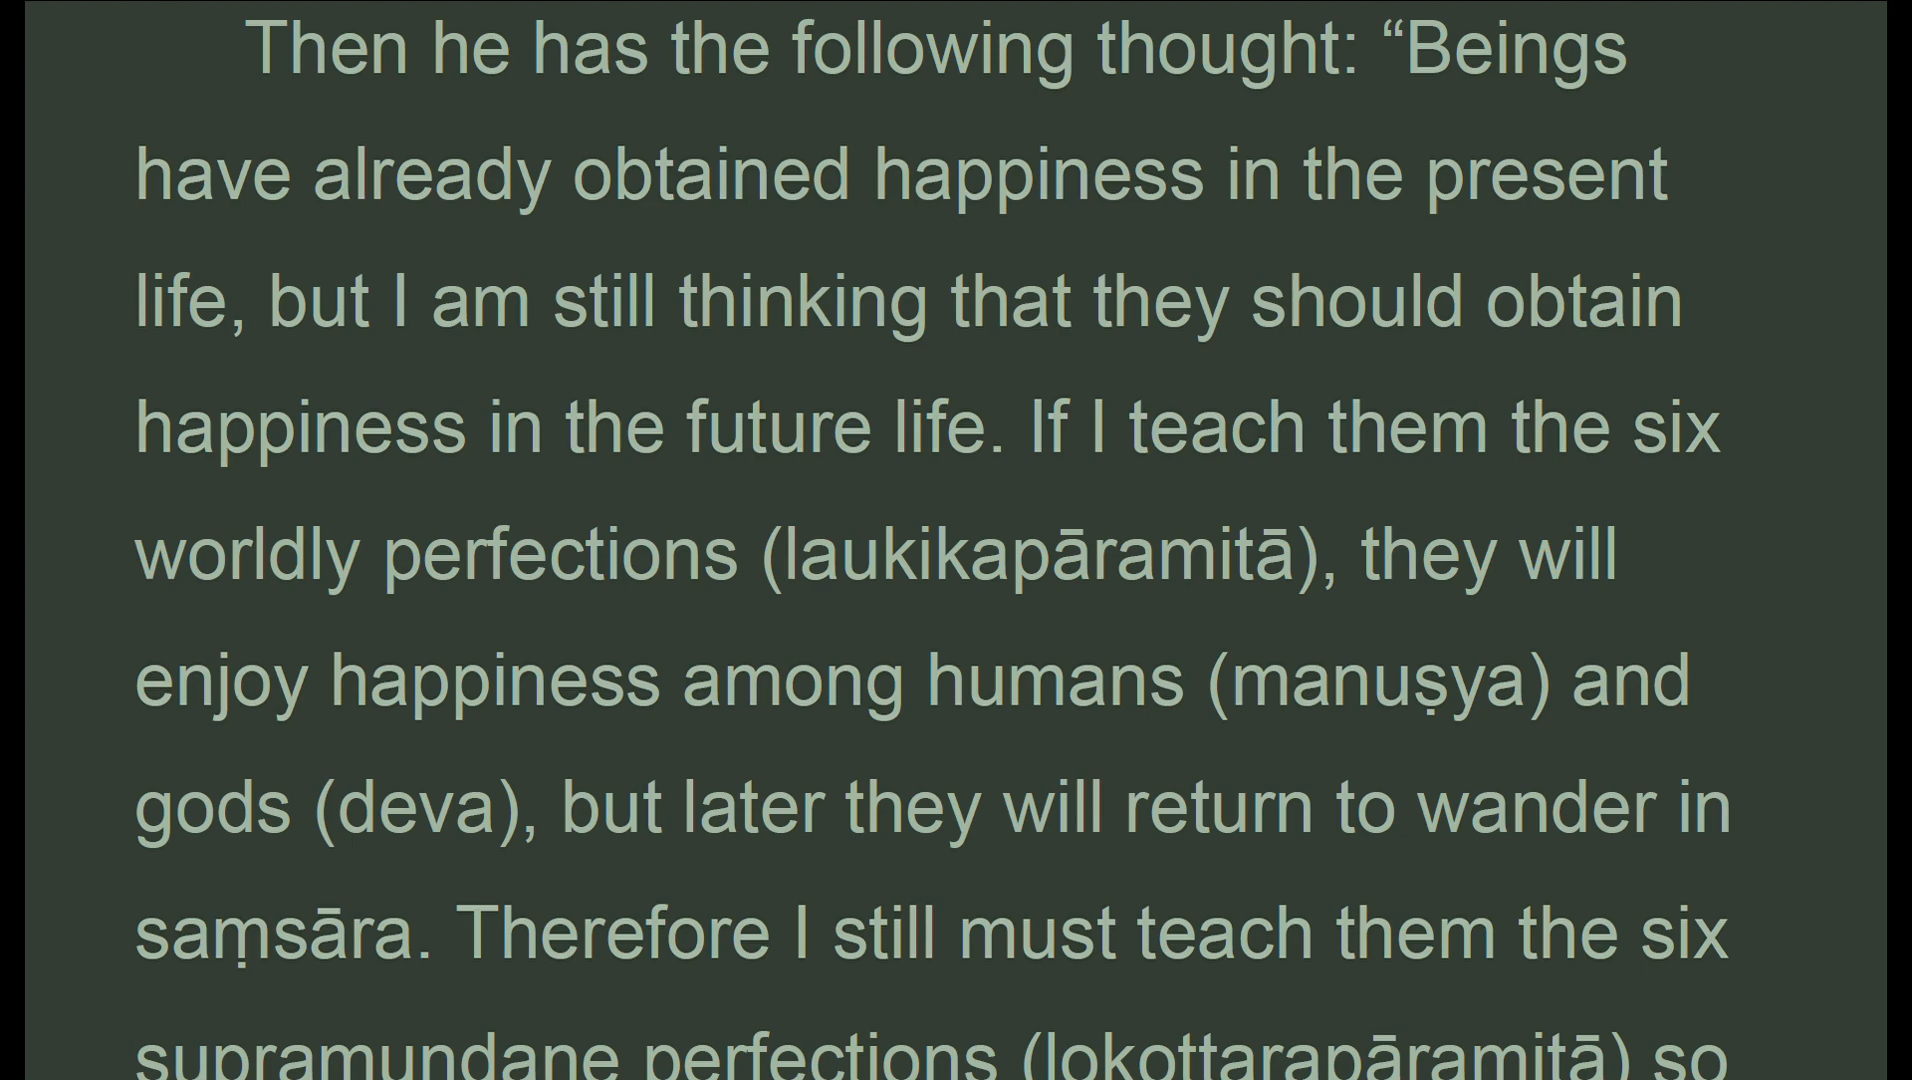 Then he has the following thought: “Beings
have already obtained happiness in the present
life, but I am still thinking that they should obtain
happiness in the future life. If I teach them the six
worldly perfections (laukikapāramitā), they will
enjoy happiness among humans (manuṣya) and
gods (deva), but later they will return to wander in
saṃsāra. Therefore I still must teach them the six
supramundane perfections (lokottarapāramitā) so